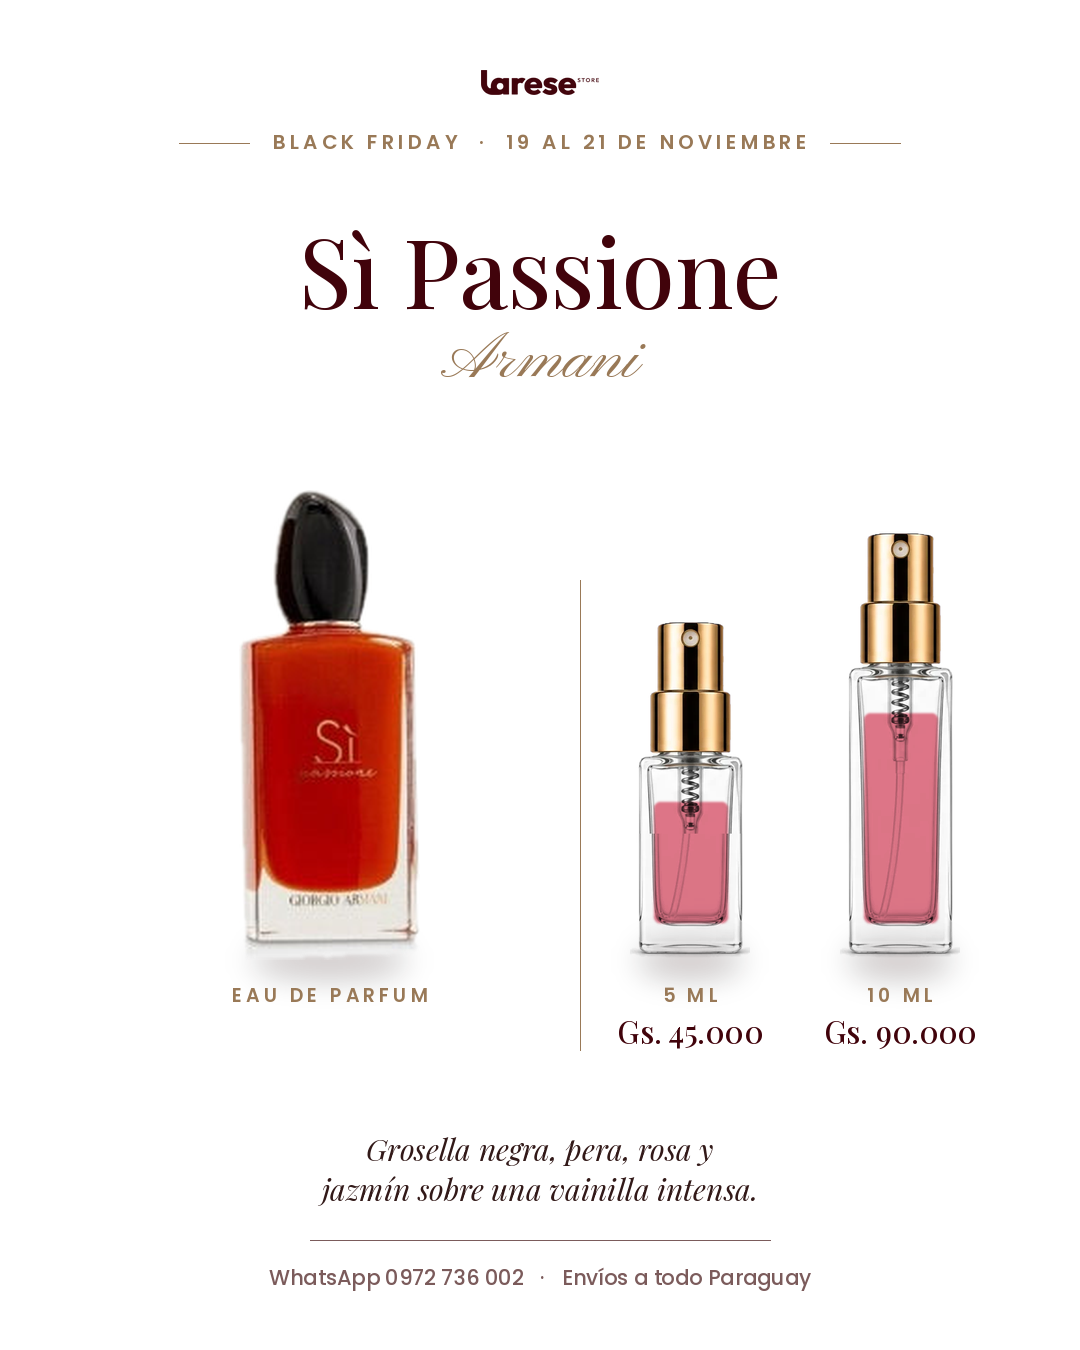 larese STORE
BLACK FRIDAY · 19 AL 21 DE NOVIEMBRE
Sì Passione
Armani
Sì
passione
GIORGIO ARMANI
EAU DE PARFUM
5 ML
Gs. 45.000
10 ML
Gs. 90.000
Grosella negra, pera, rosa y
jazmín sobre una vainilla intensa.
WhatsApp 0972 736 002 · Envíos a todo Paraguay